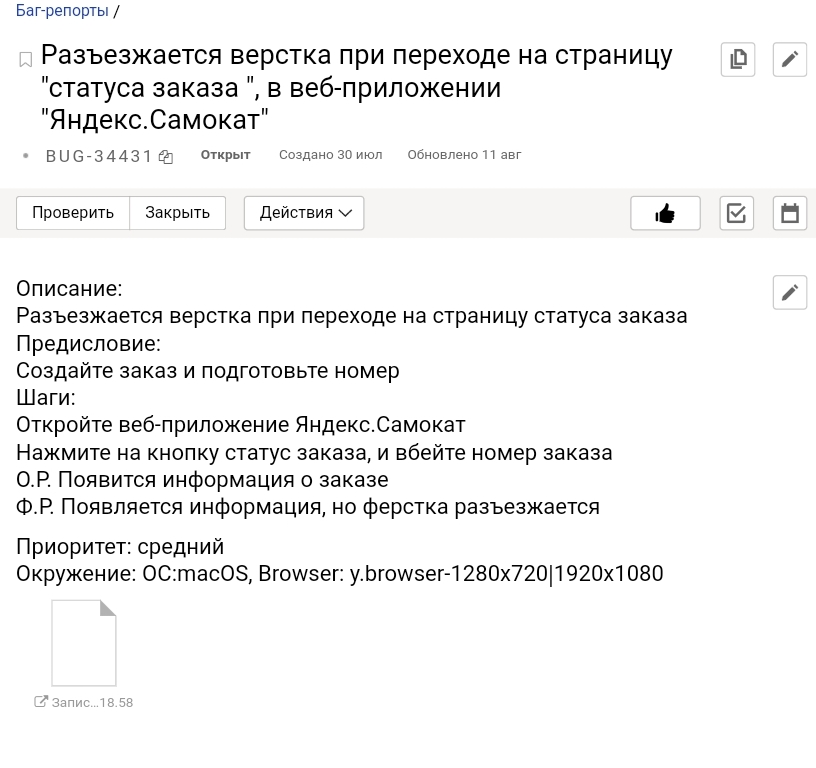 Баг-репорты /
Разъезжается верстка при переходе на страницу
"статуса заказа ", в веб-приложении
"Яндекс.Самокат"
BUG-34431 Открыт Создано 30 июл Обновлено 11 авг
Проверить Закрыть Действия
Описание:
Разъезжается верстка при переходе на страницу статуса заказа
Предисловие:
Создайте заказ и подготовьте номер
Шаги:
Откройте веб-приложение Яндекс.Самокат
Нажмите на кнопку статус заказа, и вбейте номер заказа
О.Р. Появится информация о заказе
Ф.Р. Появляется информация, но ферстка разъезжается
Приоритет: средний
Окружение: ОС:macOS, Browser: y.browser-1280x720|1920x1080
Запис...18.58